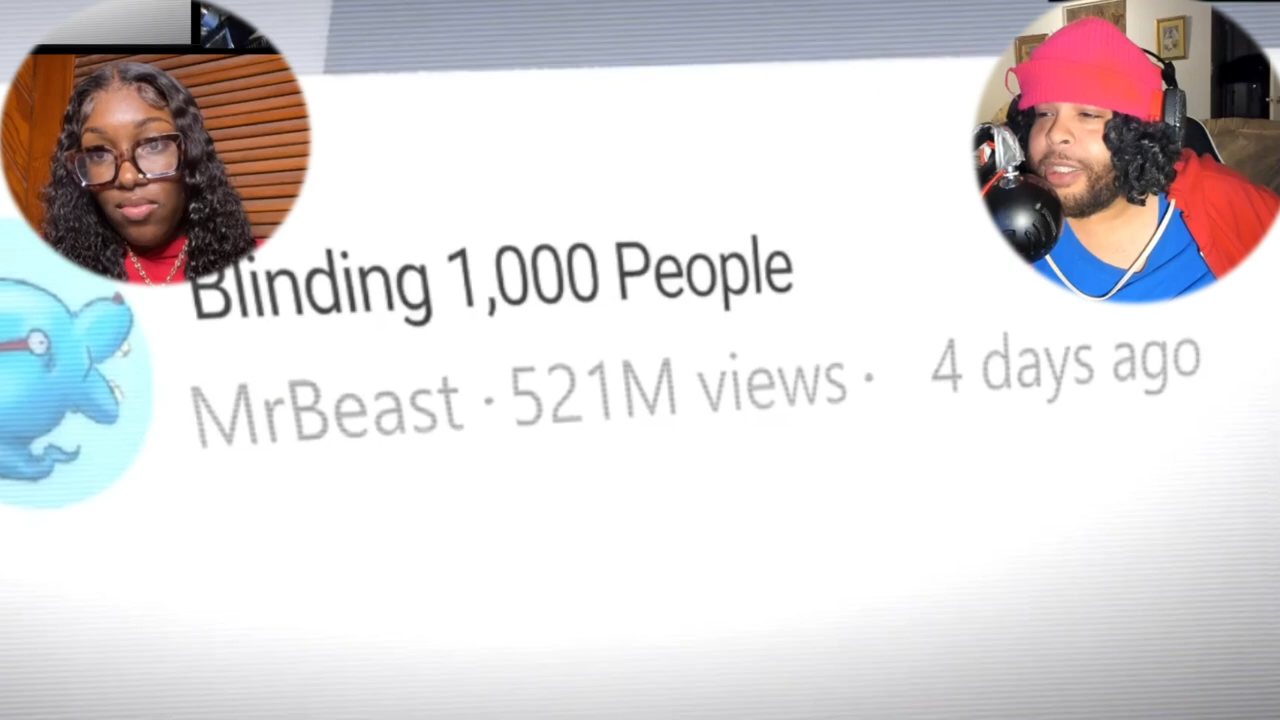 Blinding 1,000 People
MrBeast · 521M views · 4 days ago